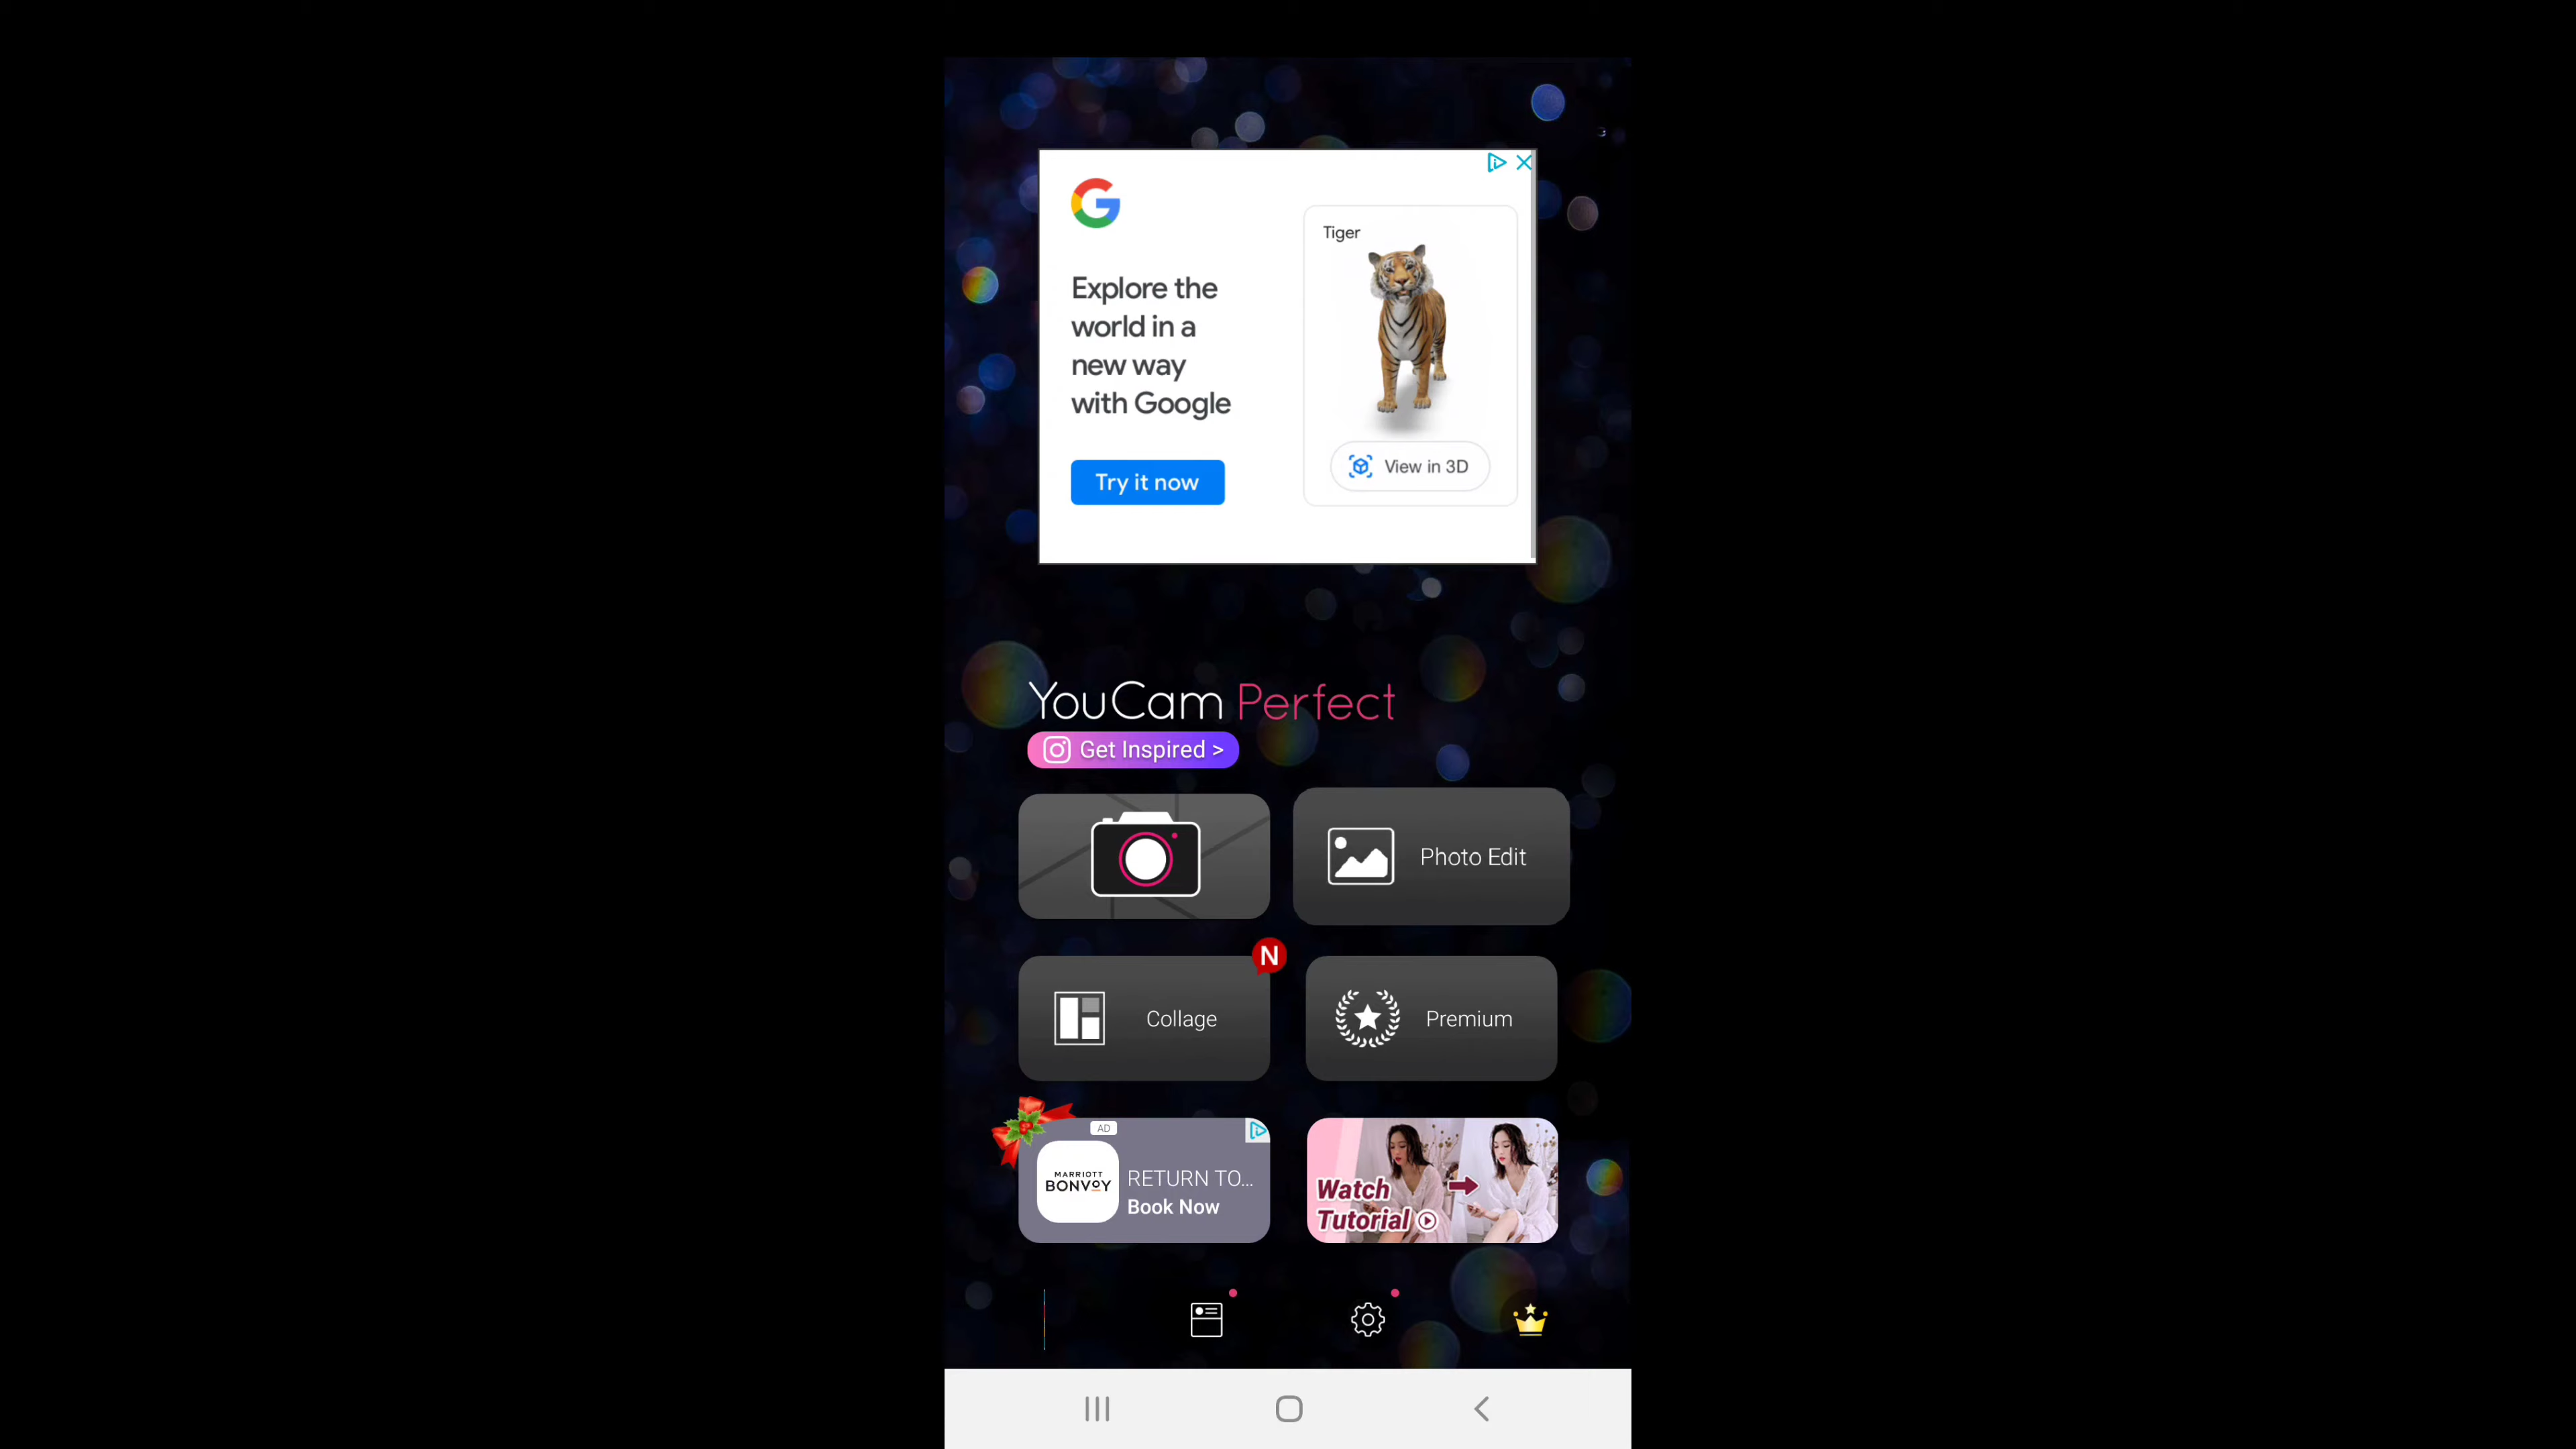 Tiger
Explore the
world in a
new way
with Google
View in 3D
Try it now
YouCam Perfect
Get Inspired >
Photo Edit
N
Collage
Premium
AD
MARRIOTT
BONVOY
RETURN TO...
Book Now
Watch
Tutorial